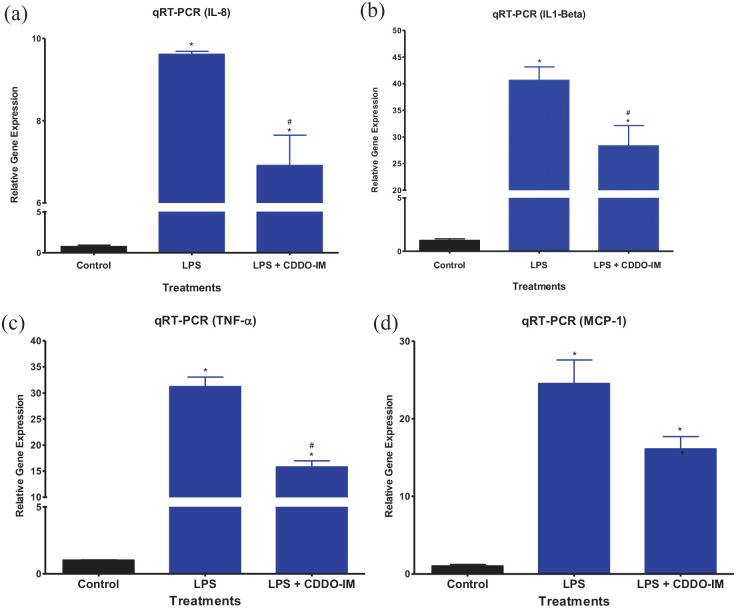 (a)
qRT-PCR (IL-8)
Relative Gene Expression
10
8
6
5
0
*
#
*
Control LPS LPS + CDDO-IM
Treatments
(b)
qRT-PCR (IL1-Beta)
Relative Gene Expression
50
45
40
35
30
25
20
5
0
*
#
*
Control LPS LPS + CDDO-IM
Treatments
(c)
qRT-PCR (TNF-α)
Relative Gene Expression
40
35
30
25
20
15
10
5
0
*
#
*
Control LPS LPS + CDDO-IM
Treatments
(d)
qRT-PCR (MCP-1)
Relative Gene Expression
30
20
10
0
*
*
*
Control LPS LPS + CDDO-IM
Treatments